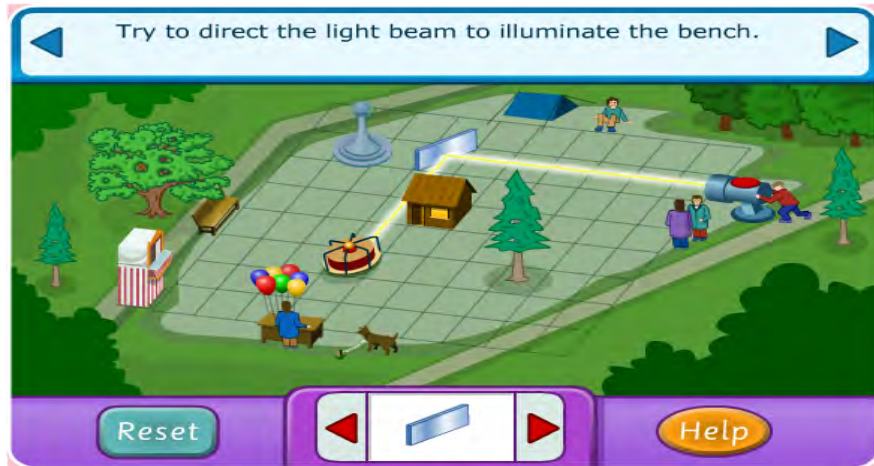 Try to direct the light beam to illuminate the bench.
Reset
Help